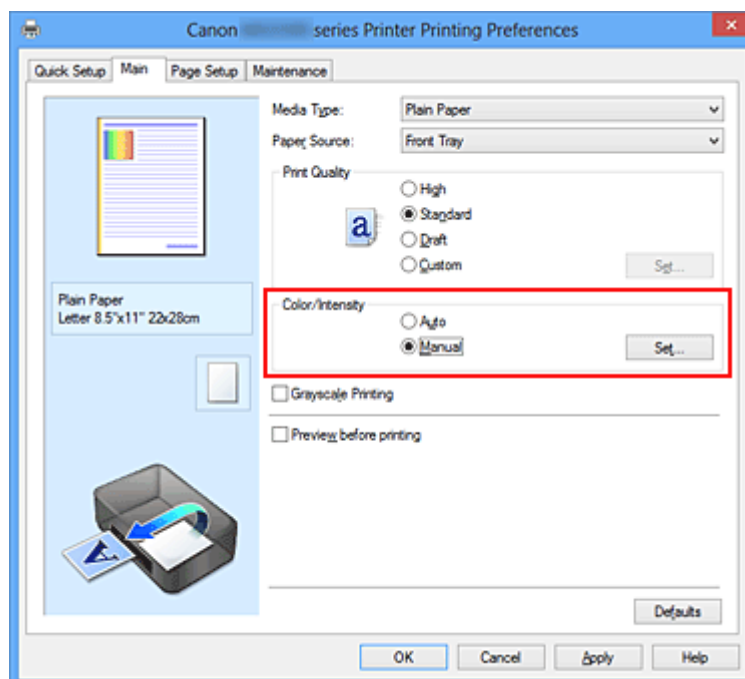 Canon series Printer Printing Preferences
Quick Setup Main Page Setup Maintenance
Media Type: Plain Paper
Paper Source: Front Tray
Print Quality
High
a Standard
Draft
Custom Set...
Color/Intensity
Auto
Manual Set...
Plain Paper
Letter 8.5"x11" 22x28cm
Grayscale Printing
Preview before printing
A
Defaults
OK Cancel Apply Help